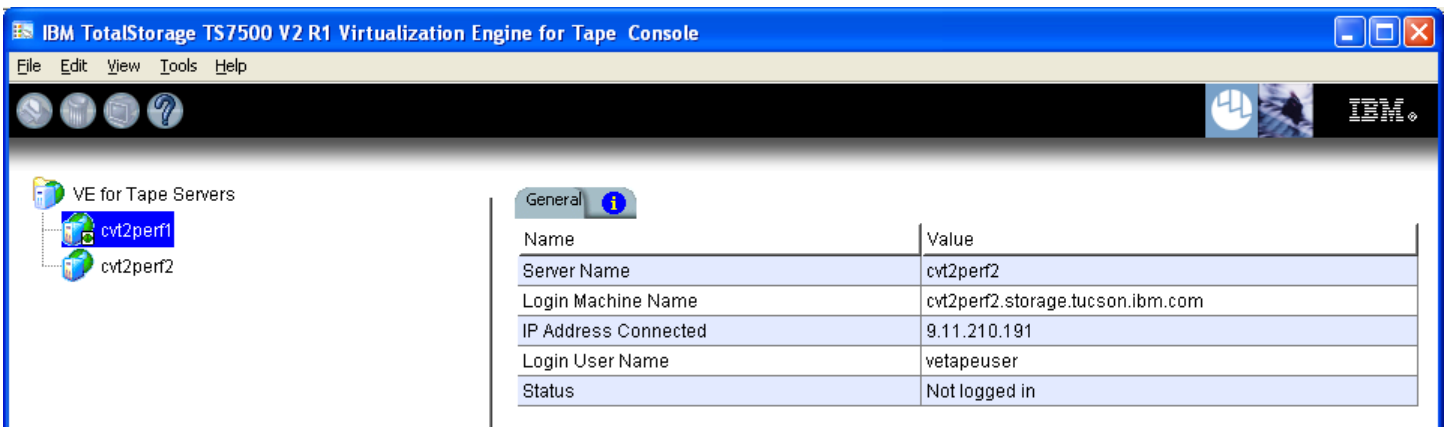 IBM TotalStorage TS7500 V2 R1 Virtualization Engine for Tape Console
File Edit View Tools Help
IBM
VE for Tape Servers
cvt2perf1
cvt2perf2
General
Name Value
Server Name cvt2perf2
Login Machine Name cvt2perf2.storage.tucson.ibm.com
IP Address Connected 9.11.210.191
Login User Name vetapeuser
Status Not logged in